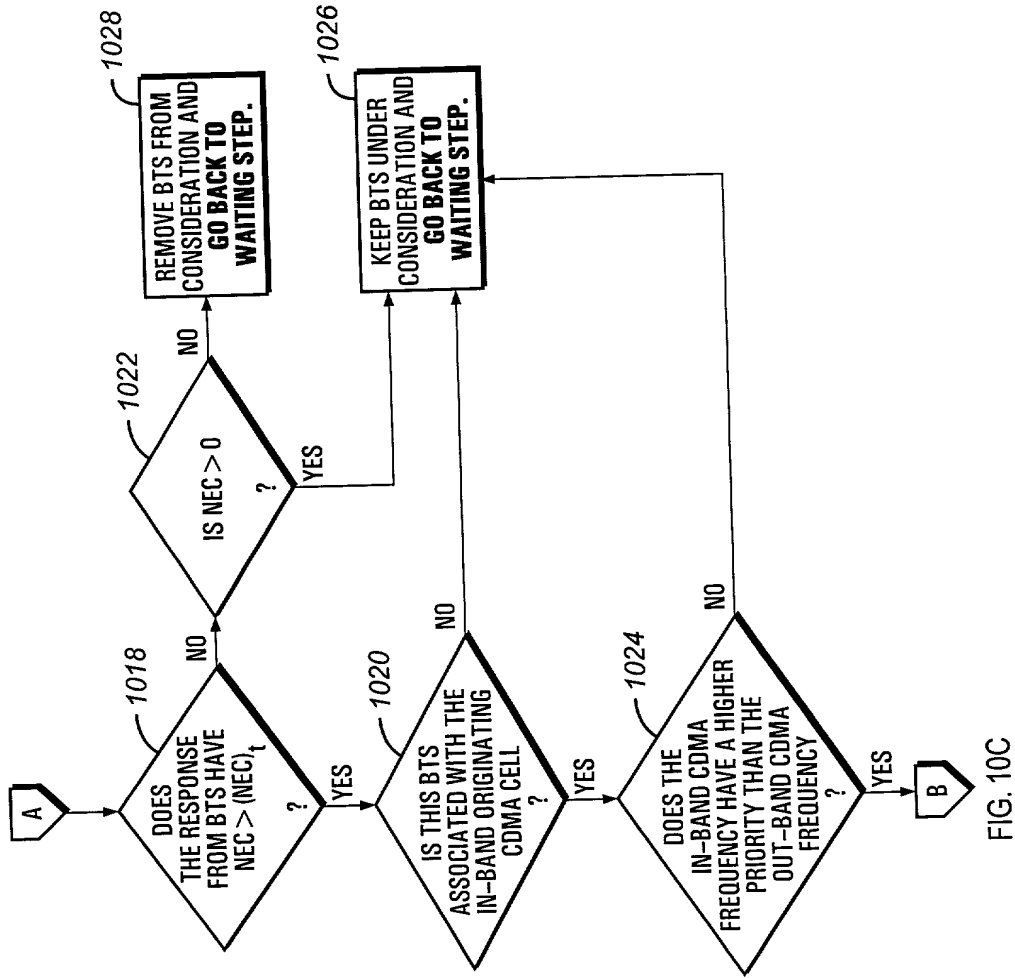 A
1018
DOES
THE RESPONSE
FROM BTS HAVE
NEC > (NEC)t
?
NO
YES
1022
IS NEC > 0
?
NO
YES
1028
REMOVE BTS FROM
CONSIDERATION AND
GO BACK TO
WAITING STEP.
1020
IS THIS BTS
ASSOCIATED WITH THE
IN-BAND ORIGINATING
CDMA CELL
?
NO
YES
1026
KEEP BTS UNDER
CONSIDERATION AND
GO BACK TO
WAITING STEP.
1024
DOES THE
IN-BAND CDMA
FREQUENCY HAVE A HIGHER
PRIORITY THAN THE
OUT-BAND CDMA
FREQUENCY
?
NO
YES
B
FIG. 10C